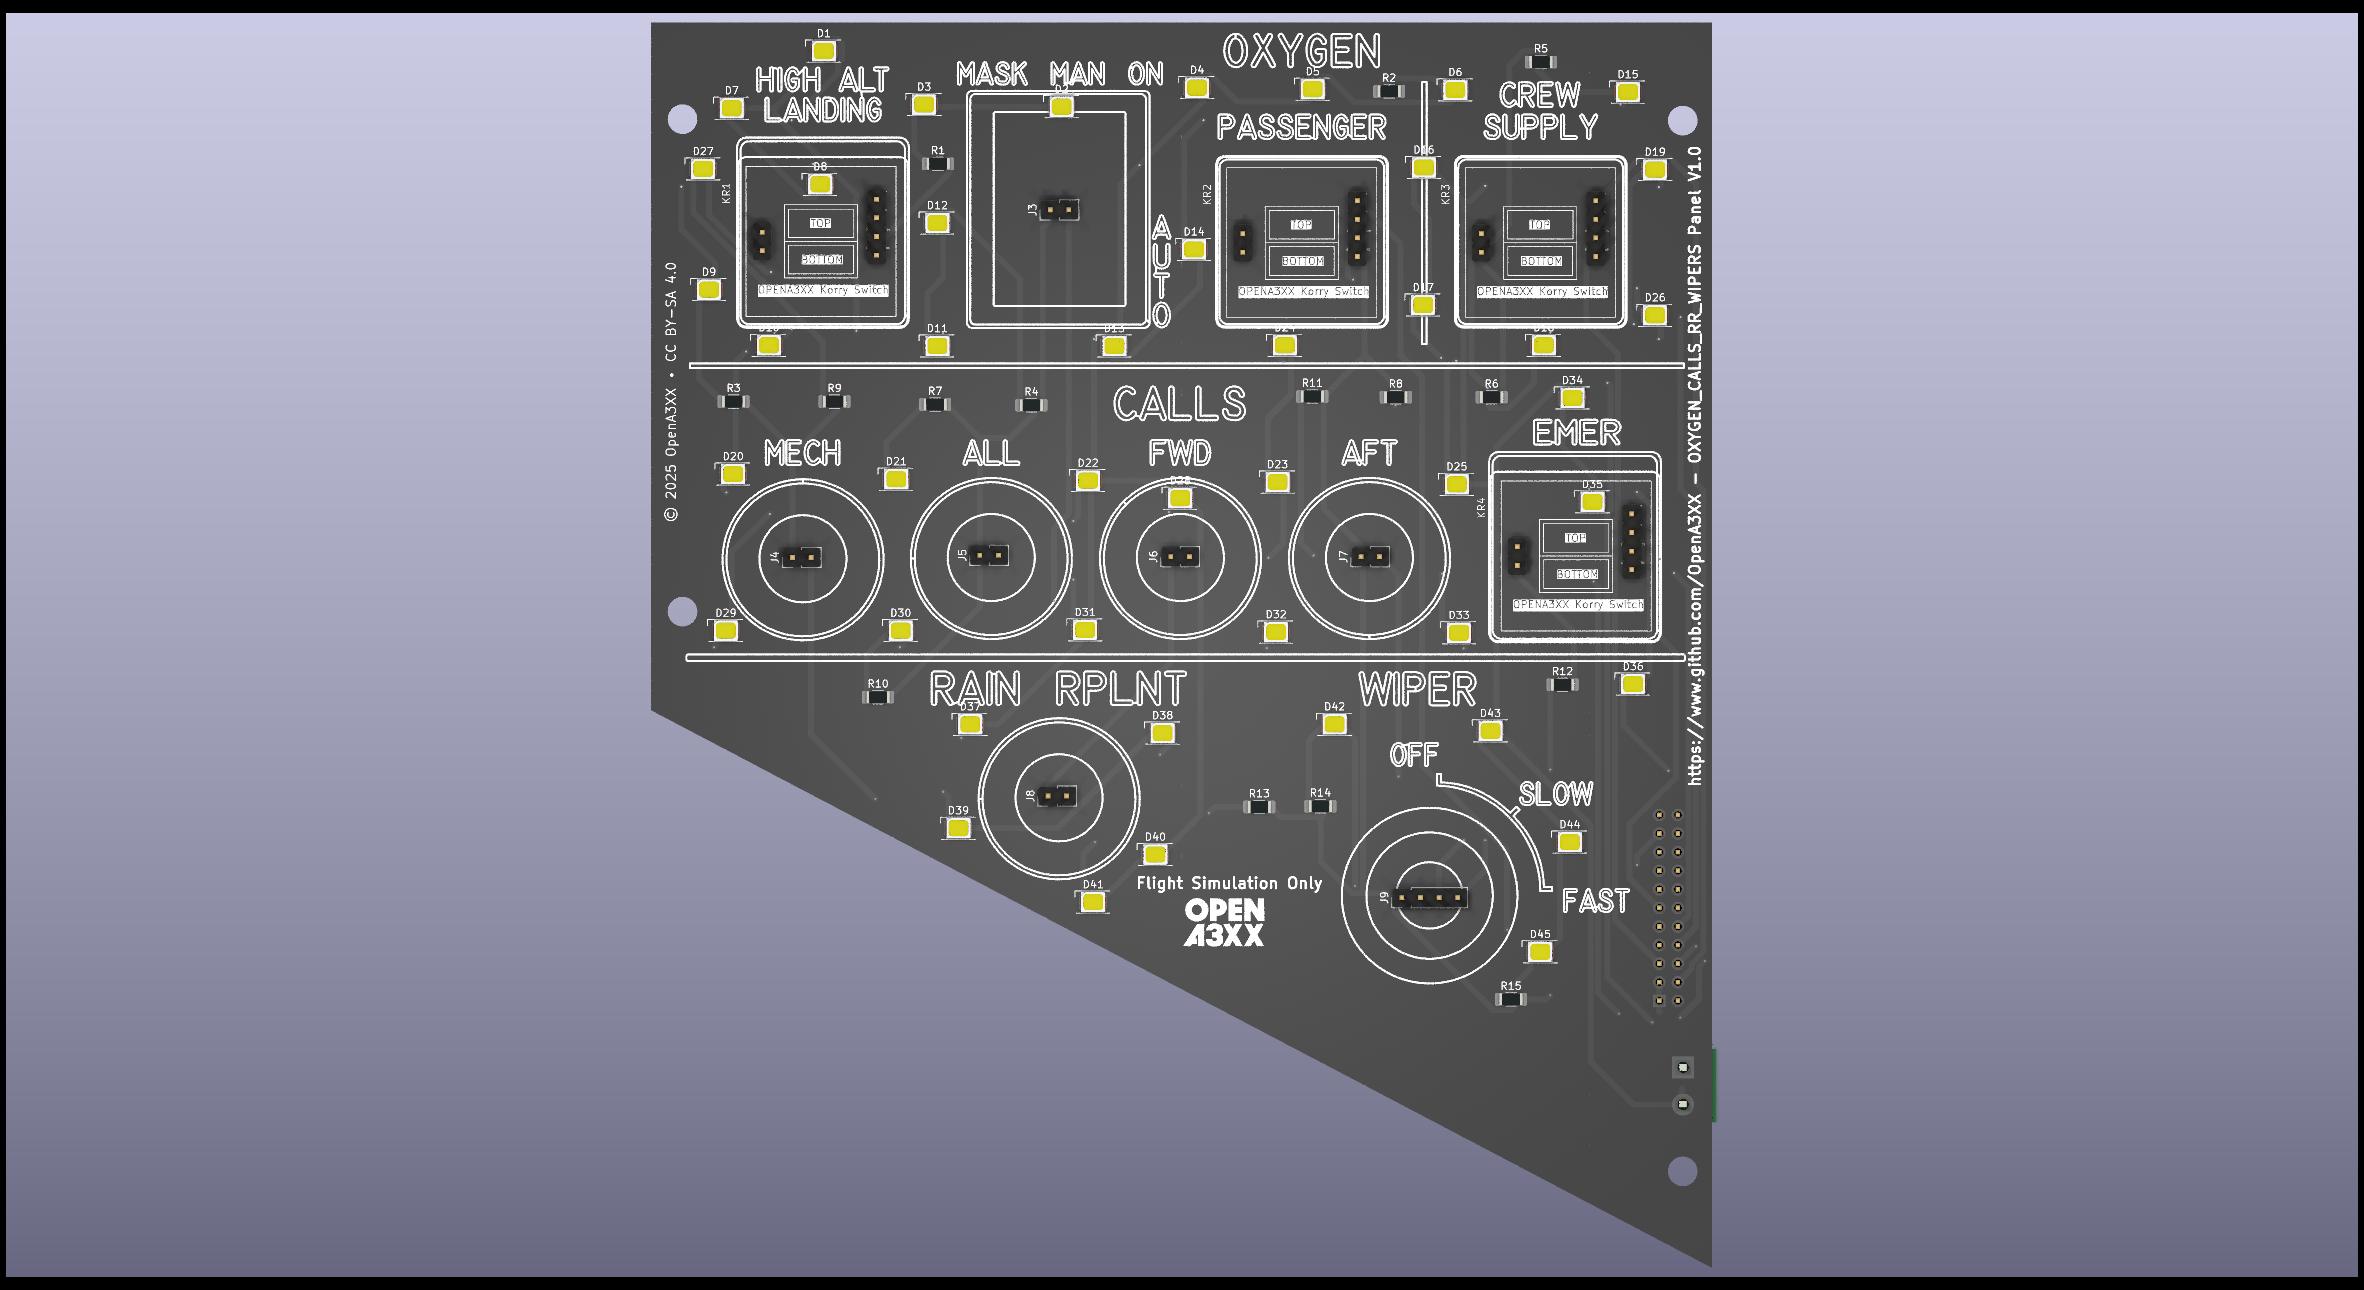 D1
OXYGEN
R5
HIGH ALT
LANDING
MASK MAN ON
D4
D5
R2
D6
D15
D7
D3
D2
CREW
SUPPLY
PASSENGER
D27
R1
D16
D19
D8
KR1
KR2
KR3
D12
J3
AUTO
D14
TOP
BOTTOM
OPENA3XX Korry Switch
TOP
BOTTOM
OPENA3XX Korry Switch
TOP
BOTTOM
OPENA3XX Korry Switch
D9
D17
D26
D11
D13
D24
© 2025 OpenA3XX • CC BY-SA 4.0
https://www.github.com/OpenA3XX - OXYGEN_CALLS_RR_WIPERS Panel V1.0
R3
R9
R7
R4
CALLS
R11
R8
R6
D34
EMER
MECH
ALL
FWD
AFT
D20
D21
D22
D23
D25
D28
D35
KR4
J4
J5
J6
J7
TOP
BOTTOM
OPENA3XX Korry Switch
D29
D30
D31
D32
D33
R10
RAIN RPLNT
WIPER
R12
D36
D37
D38
D42
D43
OFF
SLOW
J8
R13
R14
D39
D40
D44
D41
Flight Simulation Only
J9
FAST
OPEN
A3XX
D45
R15